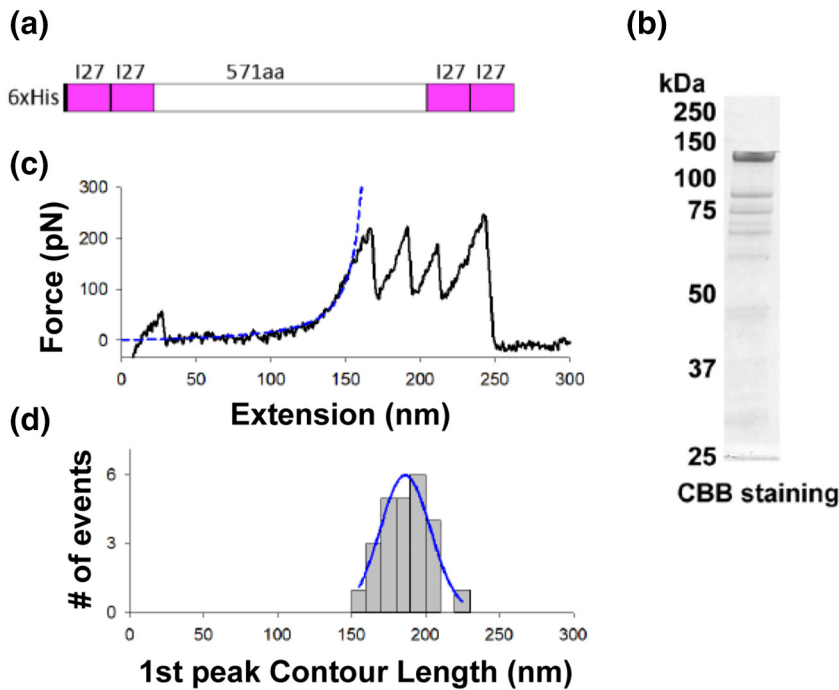 (a)
I27 I27 571aa I27 I27
6xHis
(b)
kDa
250
150
100
75
50
37
25
CBB staining
(c)
Force (pN)
300
200
100
0
0 50 100 150 200 250 300
Extension (nm)
(d)
# of events
6
3
0
0 50 100 150 200 250 300
1st peak Contour Length (nm)